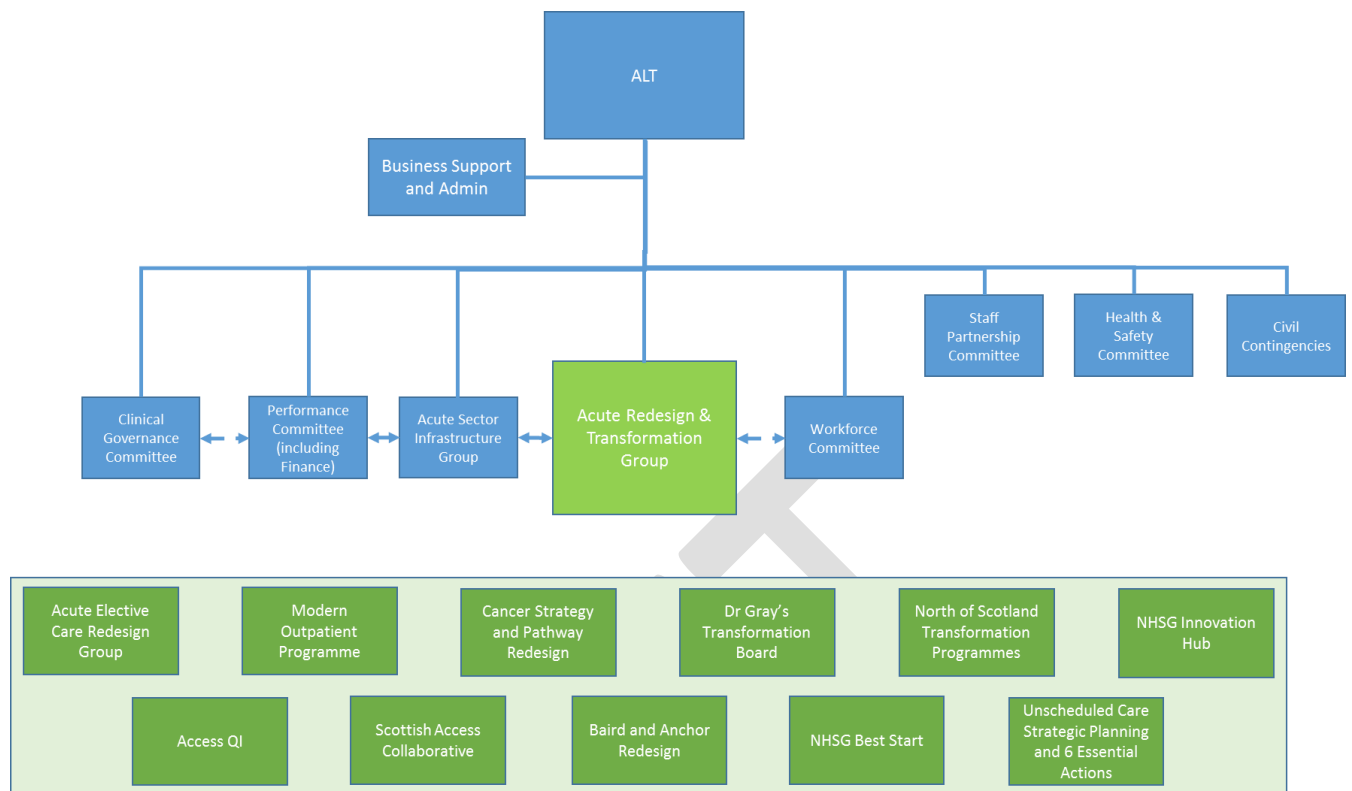 ALT
Business Support
and Admin
Staff
Partnership
Committee
Health &
Safety
Committee
Civil
Contingencies
Clinical
Governance
Committee
Performance
Committee
(including
Finance)
Acute Sector
Infrastructure
Group
Acute Redesign &
Transformation
Group
Workforce
Committee
Acute Elective
Care Redesign
Group
Modern
Outpatient
Programme
Cancer Strategy
and Pathway
Redesign
Dr Gray's
Transformation
Board
North of Scotland
Transformation
Programmes
NHSG Innovation
Hub
Access QI
Scottish Access
Collaborative
Baird and Anchor
Redesign
NHSG Best Start
Unscheduled Care
Strategic Planning
and 6 Essential
Actions